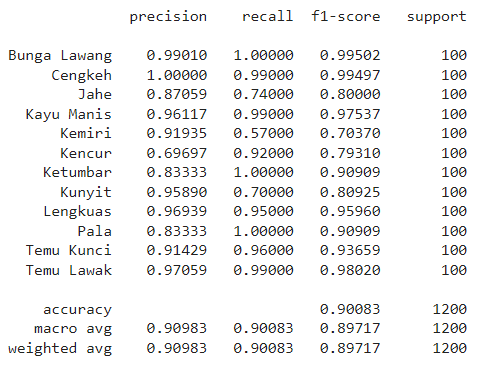 precision recall f1-score support
Bunga Lawang 0.99010 1.00000 0.99502 100
Cengkeh 1.00000 0.99000 0.99497 100
Jahe 0.87059 0.74000 0.80000 100
Kayu Manis 0.96117 0.99000 0.97537 100
Kemiri 0.91935 0.57000 0.70370 100
Kencur 0.69697 0.92000 0.79310 100
Ketumbar 0.83333 1.00000 0.90909 100
Kunyit 0.95890 0.70000 0.80925 100
Lengkuas 0.96939 0.95000 0.95960 100
Pala 0.83333 1.00000 0.90909 100
Temu Kunci 0.91429 0.96000 0.93659 100
Temu Lawak 0.97059 0.99000 0.98020 100
accuracy 0.90083 1200
macro avg 0.90983 0.90083 0.89717 1200
weighted avg 0.90983 0.90083 0.89717 1200